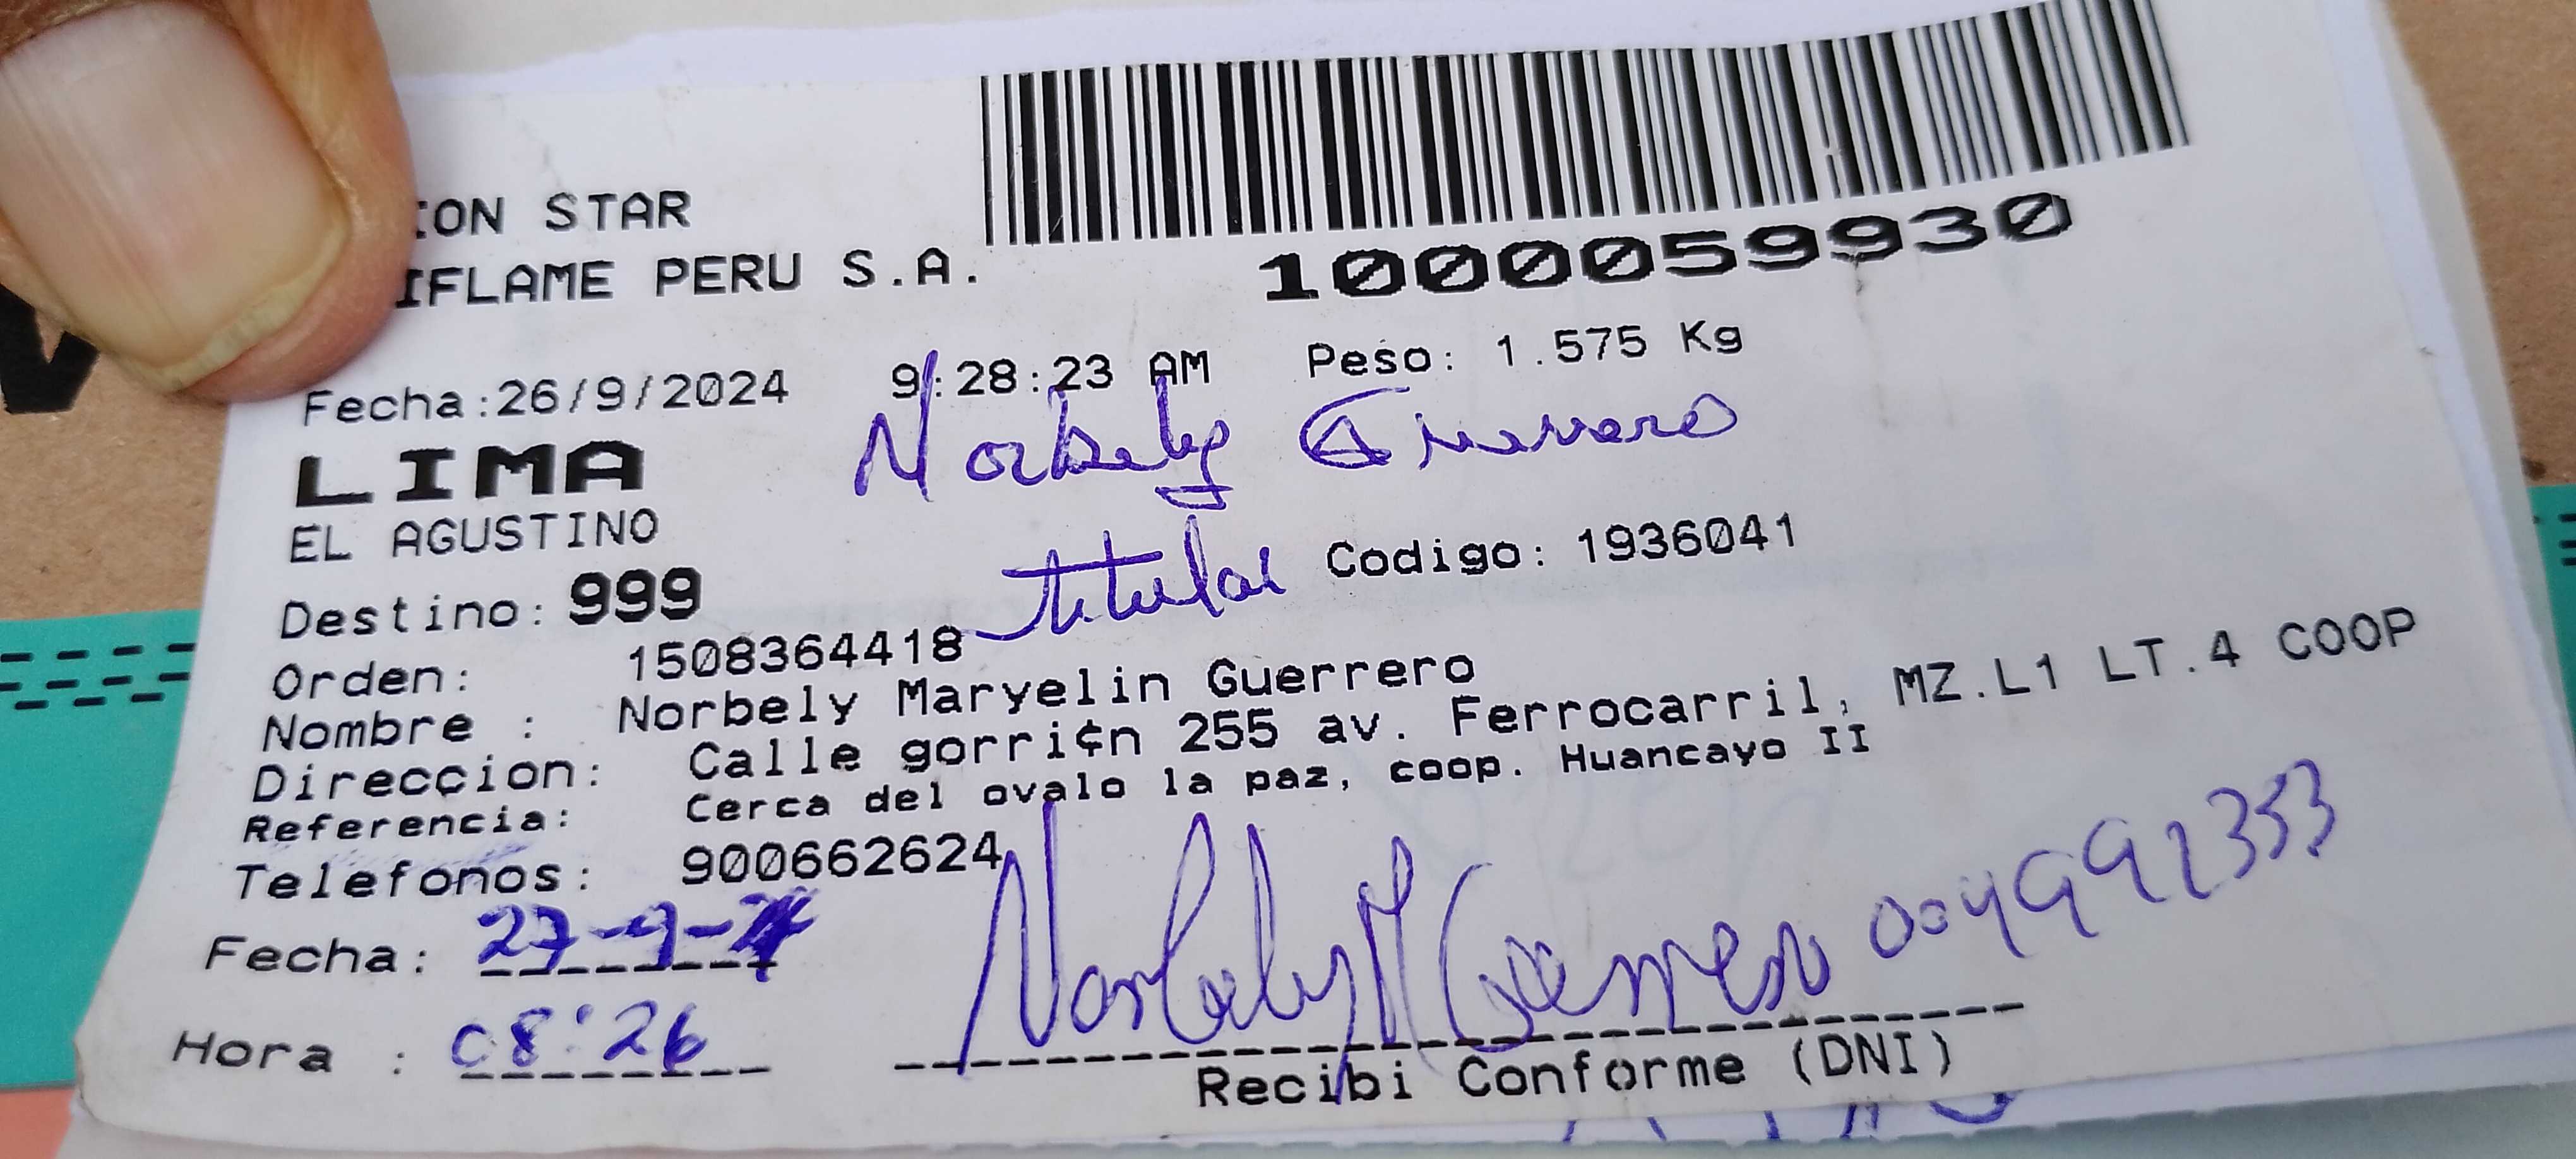 ION STAR
IFLAME PERU S.A.
1000059930
Fecha:26/9/2024 9:28:23 AM Peso: 1.575 Kg
Norbely Guerrero
LIMA
EL AGUSTINO
titular Codigo: 1936041
Destino: 999
Orden: 1508364418
Nombre : Norbely Maryelin Guerrero
Direccion: Calle gorri¢n 255 av. Ferrocarril, MZ.L1 LT.4 COOP
Referencia: Cerca del ovalo la paz, coop. Huancayo II
Telefonos: 900662624
Fecha: 27-9-
Norbely M Guerrero 004992353
Hora : 08:26
Recibi Conforme (DNI)